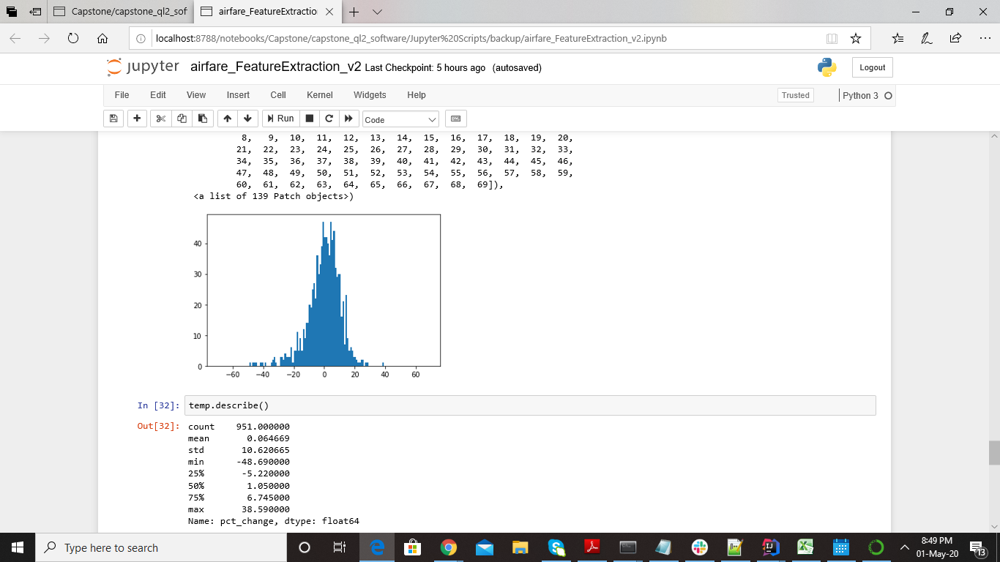 Capstone/capstone_ql2_sof
airfare_FeatureExtractio
localhost:8788/notebooks/Capstone/capstone_ql2_software/Jupyter%20Scripts/backup/airfare_FeatureExtraction_v2.ipynb
jupyter airfare_FeatureExtraction_v2 Last Checkpoint: 5 hours ago (autosaved)
Logout
File Edit View Insert Cell Kernel Widgets Help
Trusted
Python 3
Run
Code
8, 9, 10, 11, 12, 13, 14, 15, 16, 17, 18, 19, 20,
21, 22, 23, 24, 25, 26, 27, 28, 29, 30, 31, 32, 33,
34, 35, 36, 37, 38, 39, 40, 41, 42, 43, 44, 45, 46,
47, 48, 49, 50, 51, 52, 53, 54, 55, 56, 57, 58, 59,
60, 61, 62, 63, 64, 65, 66, 67, 68, 69]),
<a list of 139 Patch objects>)
40
30
20
10
0
−60 −40 −20 0 20 40 60
In [32]: temp.describe()
Out[32]: count 951.000000
mean 0.064669
std 10.620665
min -48.690000
25% -5.220000
50% 1.050000
75% 6.745000
max 38.590000
Name: pct_change, dtype: float64
Type here to search
8:49 PM
01-May-20
13